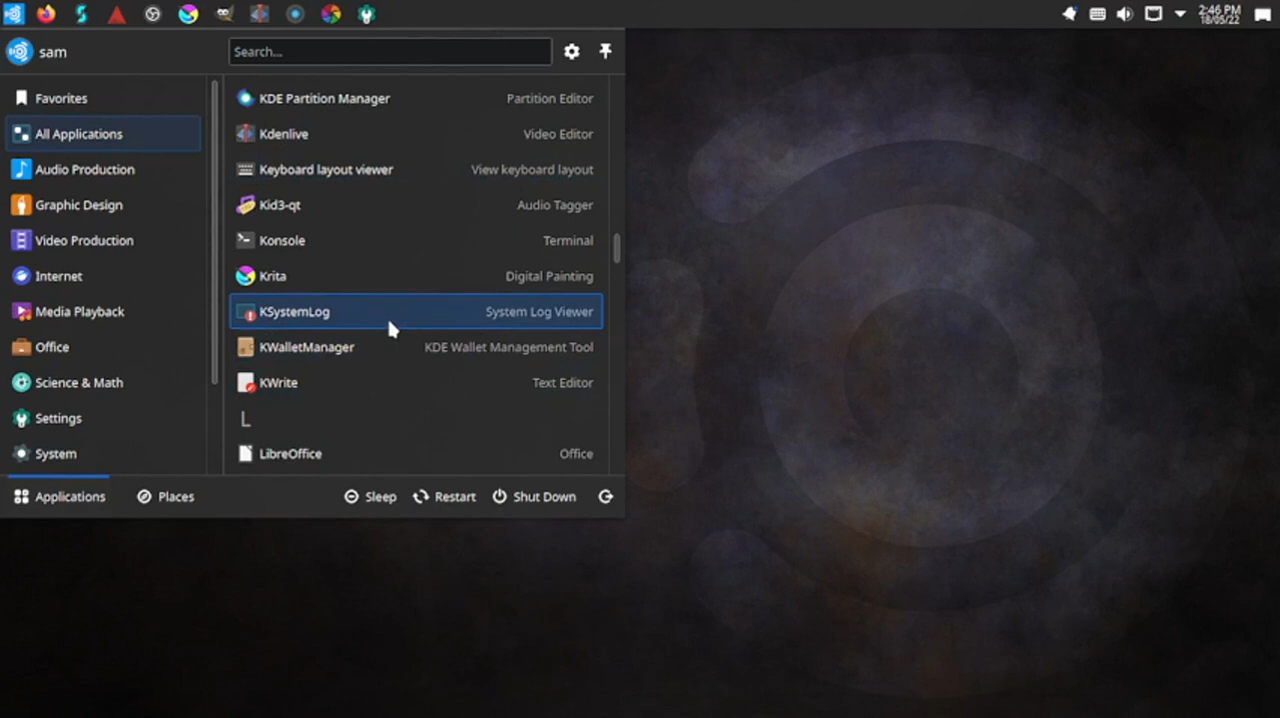 2:46 PM
18/05/22
sam
Search...
Favorites
All Applications
Audio Production
Graphic Design
Video Production
Internet
Media Playback
Office
Science & Math
Settings
System
KDE Partition Manager Partition Editor
Kdenlive Video Editor
Keyboard layout viewer View keyboard layout
Kid3-qt Audio Tagger
Konsole Terminal
Krita Digital Painting
KSystemLog System Log Viewer
KWalletManager KDE Wallet Management Tool
KWrite Text Editor
L
LibreOffice Office
Applications Places Sleep Restart Shut Down